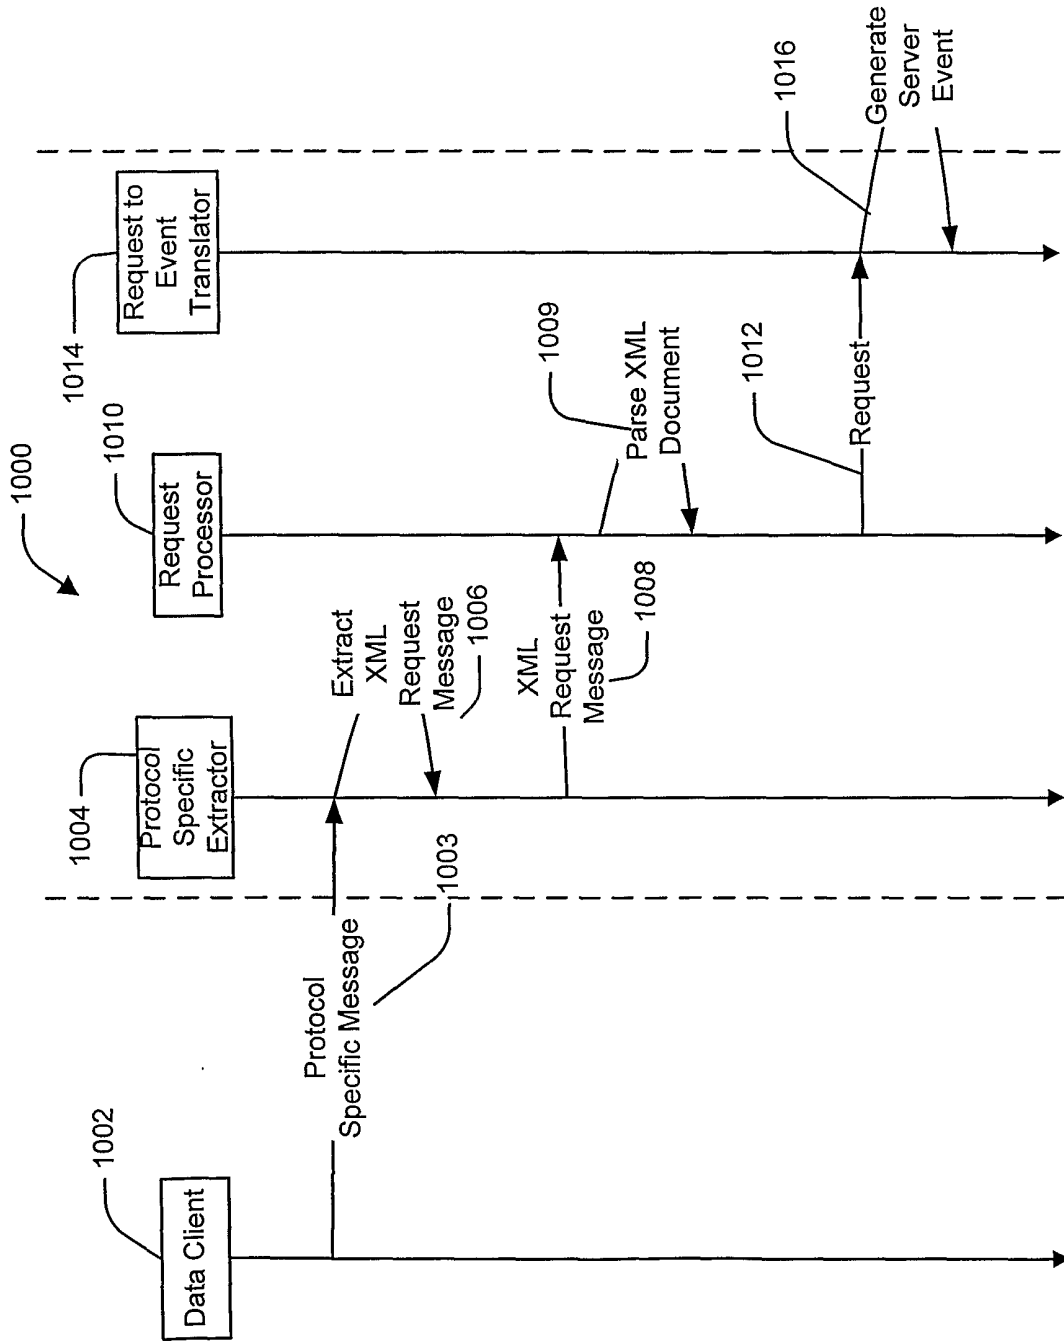 1000
1002
Data Client
1004
Protocol
Specific
Extractor
1010
Request
Processor
1014
Request to
Event
Translator
Protocol
Specific Message
1003
Extract
XML
Request
Message
1006
XML
Request
Message
1008
1009
Parse XML
Document
1012
Request
1016
Generate
Server
Event